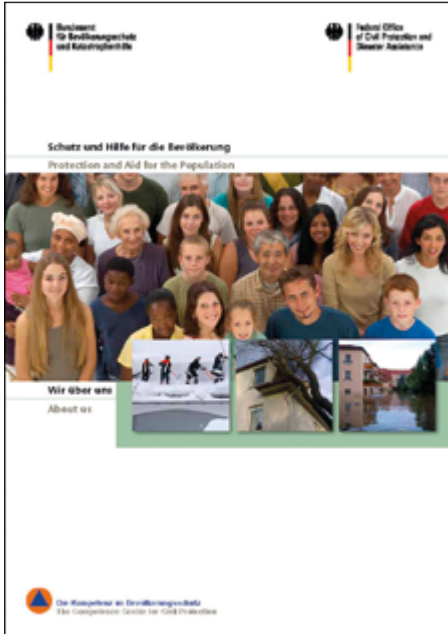 Bundesamt
für Bevölkerungsschutz
und Katastrophenhilfe
Federal Office
of Civil Protection and
Disaster Assistance
Schutz und Hilfe für die Bevölkerung
Protection and Aid for the Population
Wir über uns
About us
Die Kompetenz im Bevölkerungsschutz
The Competence Centre for Civil Protection